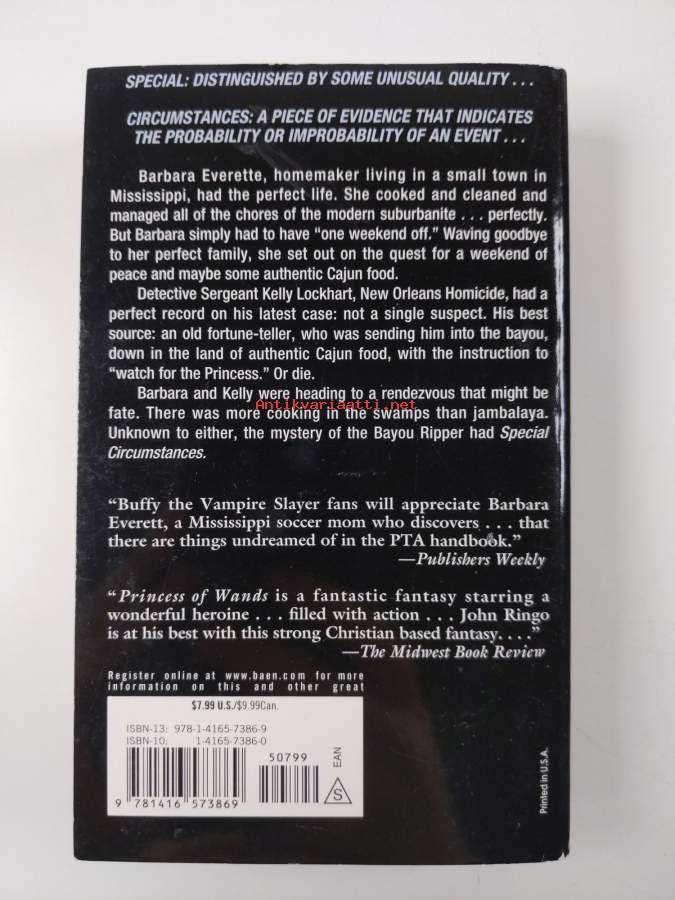 SPECIAL: DISTINGUISHED BY SOME UNUSUAL QUALITY . . .
CIRCUMSTANCES: A PIECE OF EVIDENCE THAT INDICATES
THE PROBABILITY OR IMPROBABILITY OF AN EVENT . . .
Barbara Everette, homemaker living in a small town in
Mississippi, had the perfect life. She cooked and cleaned and
managed all of the chores of the modern suburbanite . . . perfectly.
But Barbara simply had to have “one weekend off.” Waving goodbye
to her perfect family, she set out on the quest for a weekend of
peace and maybe some authentic Cajun food.
Detective Sergeant Kelly Lockhart, New Orleans Homicide, had a
perfect record on his latest case: not a single suspect. His best
source: an old fortune-teller, who was sending him into the bayou,
down in the land of authentic Cajun food, with the instruction to
“watch for the Princess.” Or die.
Barbara and Kelly were heading to a rendezvous that might be
Antikvariaatti.net
fate. There was more cooking in the swamps than jambalaya.
Unknown to either, the mystery of the Bayou Ripper had Special
Circumstances.
“Buffy the Vampire Slayer fans will appreciate Barbara
Everett, a Mississippi soccer mom who discovers . . . that
there are things undreamed of in the PTA handbook.”
—Publishers Weekly
“Princess of Wands is a fantastic fantasy starring a
wonderful heroine . . . filled with action . . . John Ringo
is at his best with this strong Christian based fantasy. . . .”
—The Midwest Book Review
Register online at www.baen.com for more
information on this and other great
$7.99 U.S./$9.99Can.
ISBN-13: 978-1-4165-7386-9
ISBN-10: 1-4165-7386-0
50799
EAN
S
9 781416 573869
Printed in U.S.A.